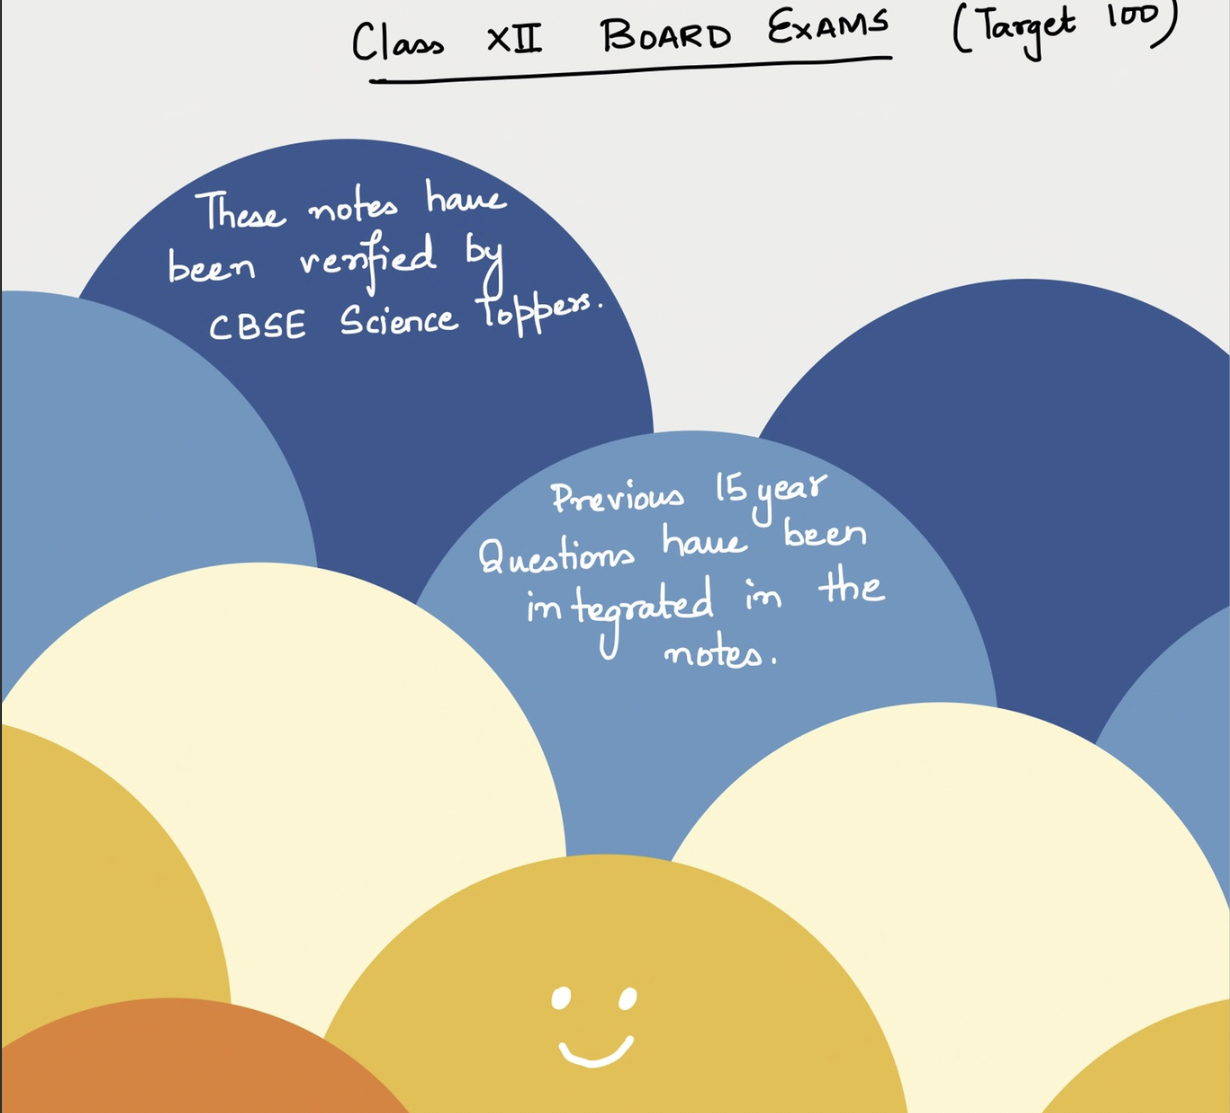 Class XII BOARD EXAMS (Target 100)
These notes have
been verified by
CBSE Science toppers.
Previous 15 year
Questions have been
integrated in the
notes.